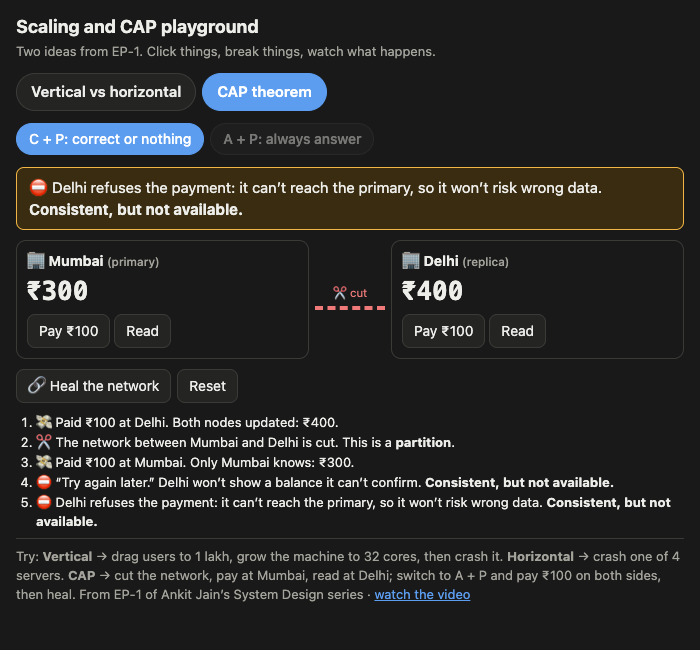 Scaling and CAP playground
Two ideas from EP-1. Click things, break things, watch what happens.
Vertical vs horizontal
CAP theorem
C + P: correct or nothing
A + P: always answer
⛔ Delhi refuses the payment: it can’t reach the primary, so it won’t risk wrong data.
Consistent, but not available.
🏢 Mumbai (primary)
₹300
Pay ₹100
Read
✂️ cut
🏢 Delhi (replica)
₹400
Pay ₹100
Read
🔗 Heal the network
Reset
1. 💸 Paid ₹100 at Delhi. Both nodes updated: ₹400.
2. ✂️ The network between Mumbai and Delhi is cut. This is a partition.
3. 💸 Paid ₹100 at Mumbai. Only Mumbai knows: ₹300.
4. ⛔ “Try again later.” Delhi won’t show a balance it can’t confirm. Consistent, but not available.
5. ⛔ Delhi refuses the payment: it can’t reach the primary, so it won’t risk wrong data. Consistent, but not
available.
Try: Vertical → drag users to 1 lakh, grow the machine to 32 cores, then crash it. Horizontal → crash one of 4
servers. CAP → cut the network, pay at Mumbai, read at Delhi; switch to A + P and pay ₹100 on both sides,
then heal. From EP-1 of Ankit Jain’s System Design series · watch the video